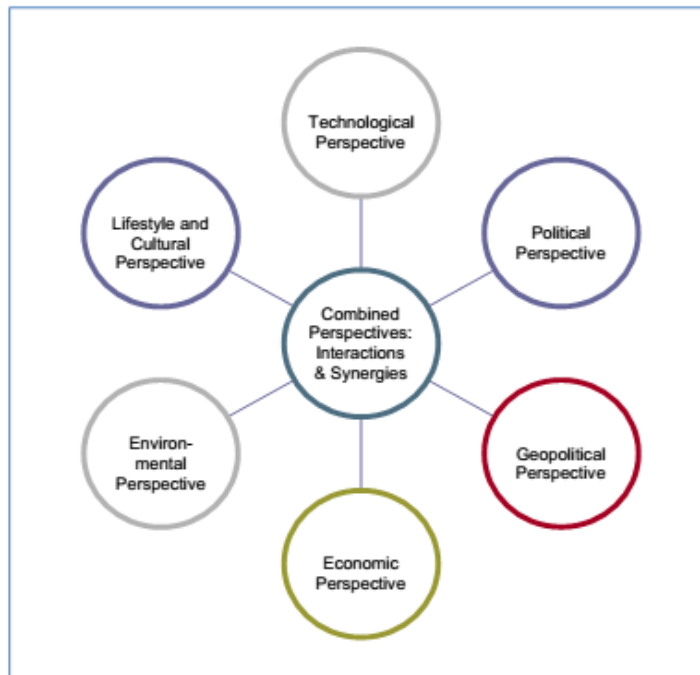 Technological
Perspective
Lifestyle and
Cultural
Perspective
Political
Perspective
Combined
Perspectives:
Interactions
& Synergies
Environ-
mental
Perspective
Geopolitical
Perspective
Economic
Perspective